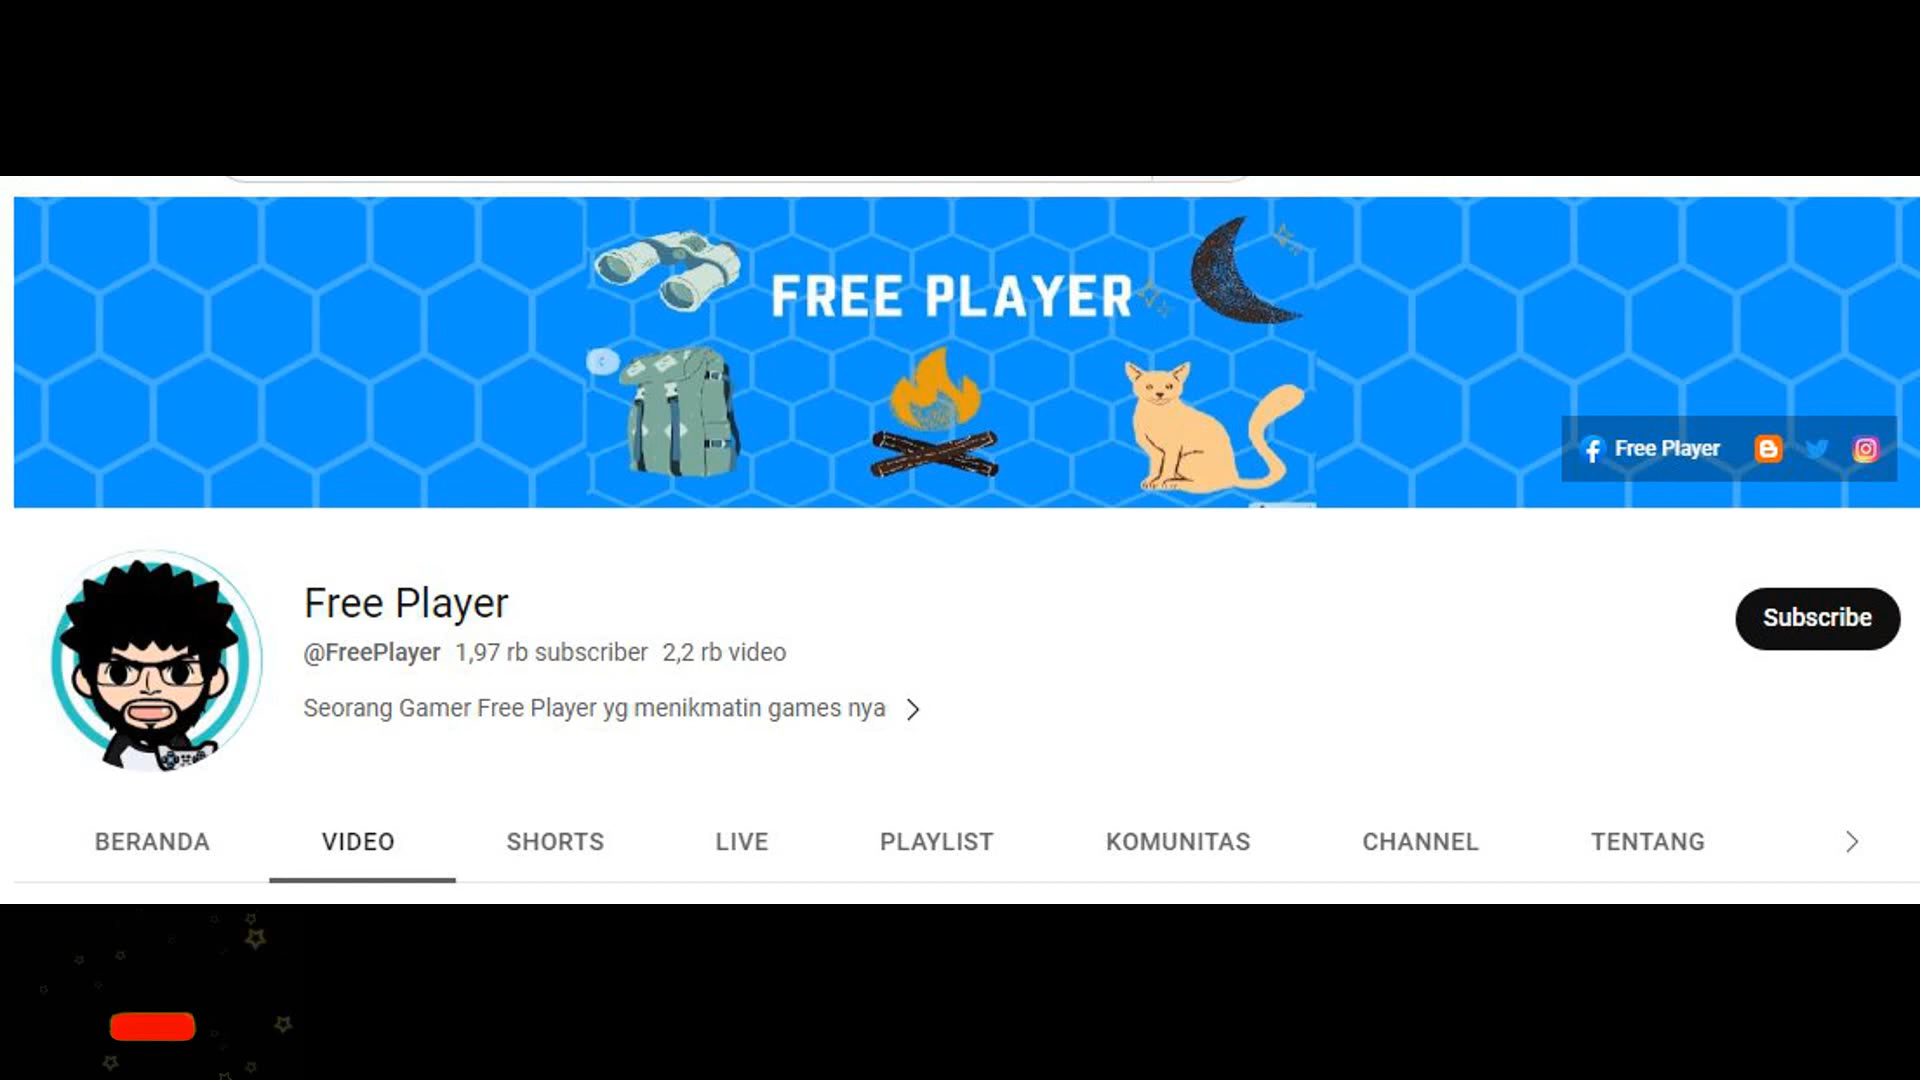 FREE PLAYER
Free Player
Free Player
Subscribe
@FreePlayer 1,97 rb subscriber 2,2 rb video
Seorang Gamer Free Player yg menikmatin games nya
BERANDA VIDEO SHORTS LIVE PLAYLIST KOMUNITAS CHANNEL TENTANG